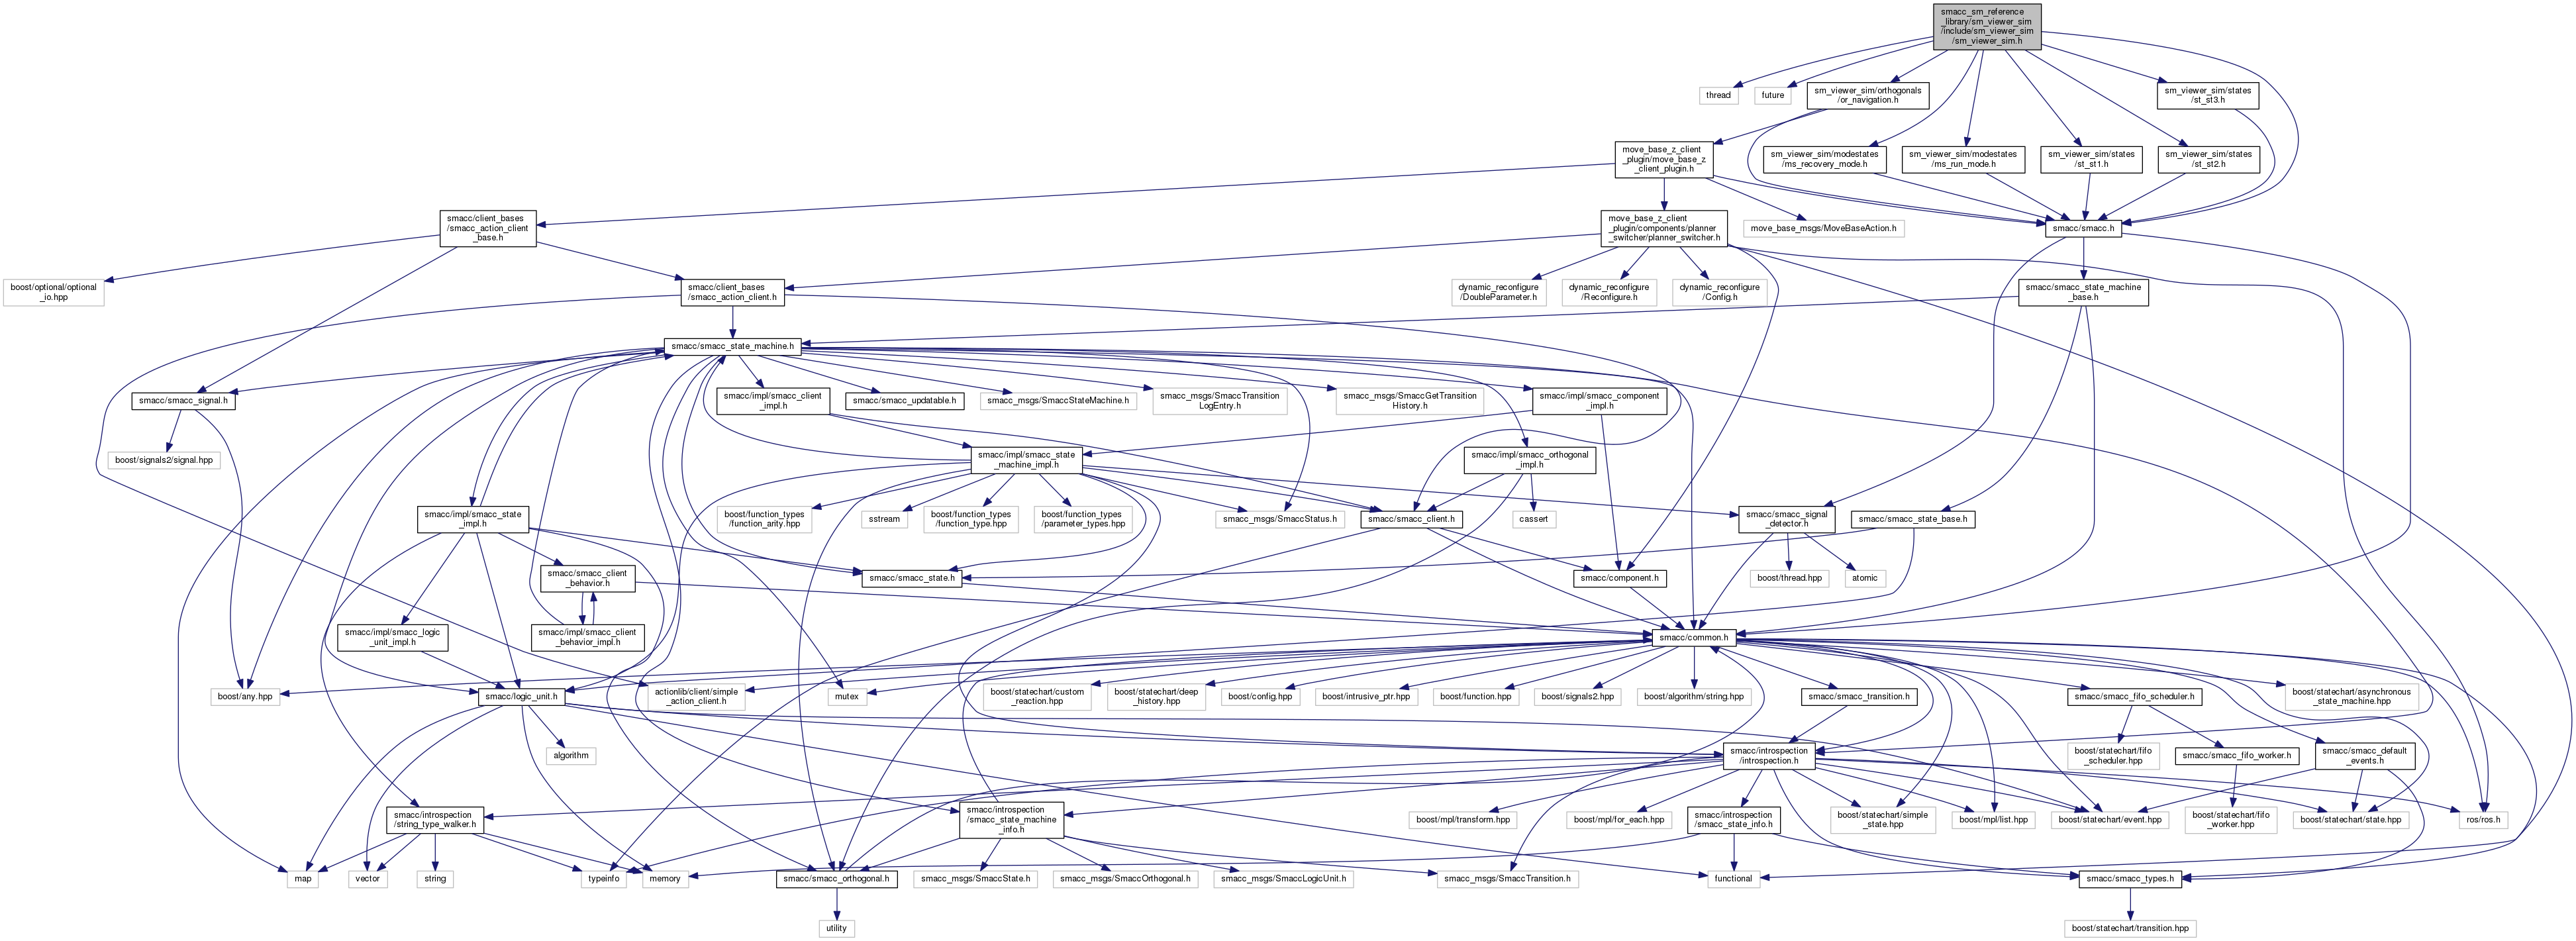 smacc_sm_reference
_library/sm_viewer_sim
/include/sm_viewer_sim
/sm_viewer_sim.h
thread
future
sm_viewer_sim/orthogonals
/or_navigation.h
sm_viewer_sim/states
/st_st3.h
move_base_z_client
_plugin/move_base_z
_client_plugin.h
sm_viewer_sim/modestates
/ms_recovery_mode.h
sm_viewer_sim/modestates
/ms_run_mode.h
sm_viewer_sim/states
/st_st1.h
sm_viewer_sim/states
/st_st2.h
smacc/client_bases
/smacc_action_client
_base.h
move_base_z_client
_plugin/components/planner
_switcher/planner_switcher.h
move_base_msgs/MoveBaseAction.h
smacc/smacc.h
boost/optional/optional
_io.hpp
smacc/client_bases
/smacc_action_client.h
dynamic_reconfigure
/DoubleParameter.h
dynamic_reconfigure
/Reconfigure.h
dynamic_reconfigure
/Config.h
smacc/smacc_state_machine
_base.h
smacc/smacc_state_machine.h
smacc/smacc_signal.h
smacc/impl/smacc_client
_impl.h
smacc/smacc_updatable.h
smacc_msgs/SmaccStateMachine.h
smacc_msgs/SmaccTransition
LogEntry.h
smacc_msgs/SmaccGetTransition
History.h
smacc/impl/smacc_component
_impl.h
boost/signals2/signal.hpp
smacc/impl/smacc_state
_machine_impl.h
smacc/impl/smacc_orthogonal
_impl.h
smacc/impl/smacc_state
_impl.h
boost/function_types
/function_arity.hpp
sstream
boost/function_types
/function_type.hpp
boost/function_types
/parameter_types.hpp
smacc_msgs/SmaccStatus.h
smacc/smacc_client.h
cassert
smacc/smacc_signal
_detector.h
smacc/smacc_state_base.h
smacc/smacc_client
_behavior.h
smacc/smacc_state.h
smacc/component.h
boost/thread.hpp
atomic
smacc/impl/smacc_logic
_unit_impl.h
smacc/impl/smacc_client
_behavior_impl.h
smacc/common.h
boost/any.hpp
smacc/logic_unit.h
actionlib/client/simple
_action_client.h
mutex
boost/statechart/custom
_reaction.hpp
boost/statechart/deep
_history.hpp
boost/config.hpp
boost/intrusive_ptr.hpp
boost/function.hpp
boost/signals2.hpp
boost/algorithm/string.hpp
smacc/smacc_transition.h
smacc/smacc_fifo_scheduler.h
boost/statechart/asynchronous
_state_machine.hpp
algorithm
smacc/introspection
/introspection.h
boost/statechart/fifo
_scheduler.hpp
smacc/smacc_fifo_worker.h
smacc/smacc_default
_events.h
smacc/introspection
/string_type_walker.h
smacc/introspection
/smacc_state_machine
_info.h
boost/mpl/transform.hpp
boost/mpl/for_each.hpp
smacc/introspection
/smacc_state_info.h
boost/statechart/simple
_state.hpp
boost/mpl/list.hpp
boost/statechart/event.hpp
boost/statechart/fifo
_worker.hpp
boost/statechart/state.hpp
ros/ros.h
map
vector
string
typeinfo
memory
smacc/smacc_orthogonal.h
smacc_msgs/SmaccState.h
smacc_msgs/SmaccOrthogonal.h
smacc_msgs/SmaccLogicUnit.h
smacc_msgs/SmaccTransition.h
functional
smacc/smacc_types.h
utility
boost/statechart/transition.hpp